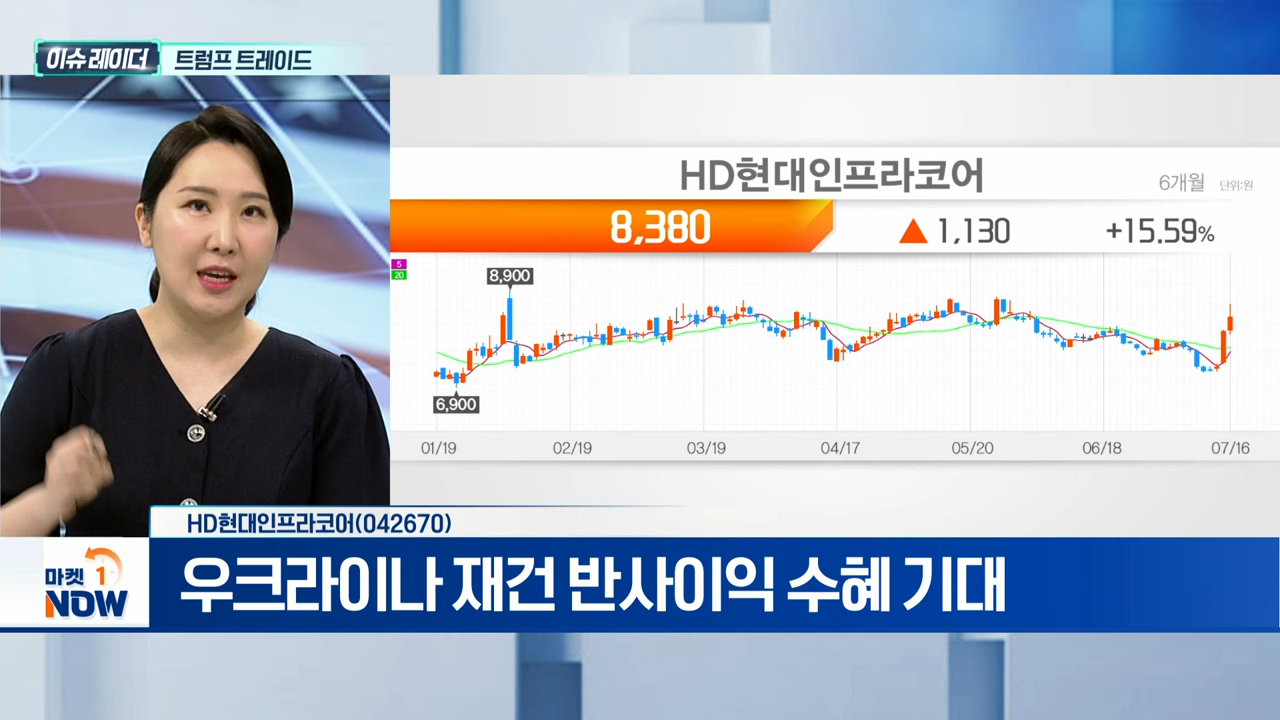 이슈 레이더 트럼프 트레이드
HD현대인프라코어
6개월 단위:원
8,380 ▲ 1,130 +15.59%
5
20
8,900
6,900
01/19 02/19 03/19 04/17 05/20 06/18 07/16
HD현대인프라코어(042670)
마켓 1
NOW
우크라이나 재건 반사이익 수혜 기대